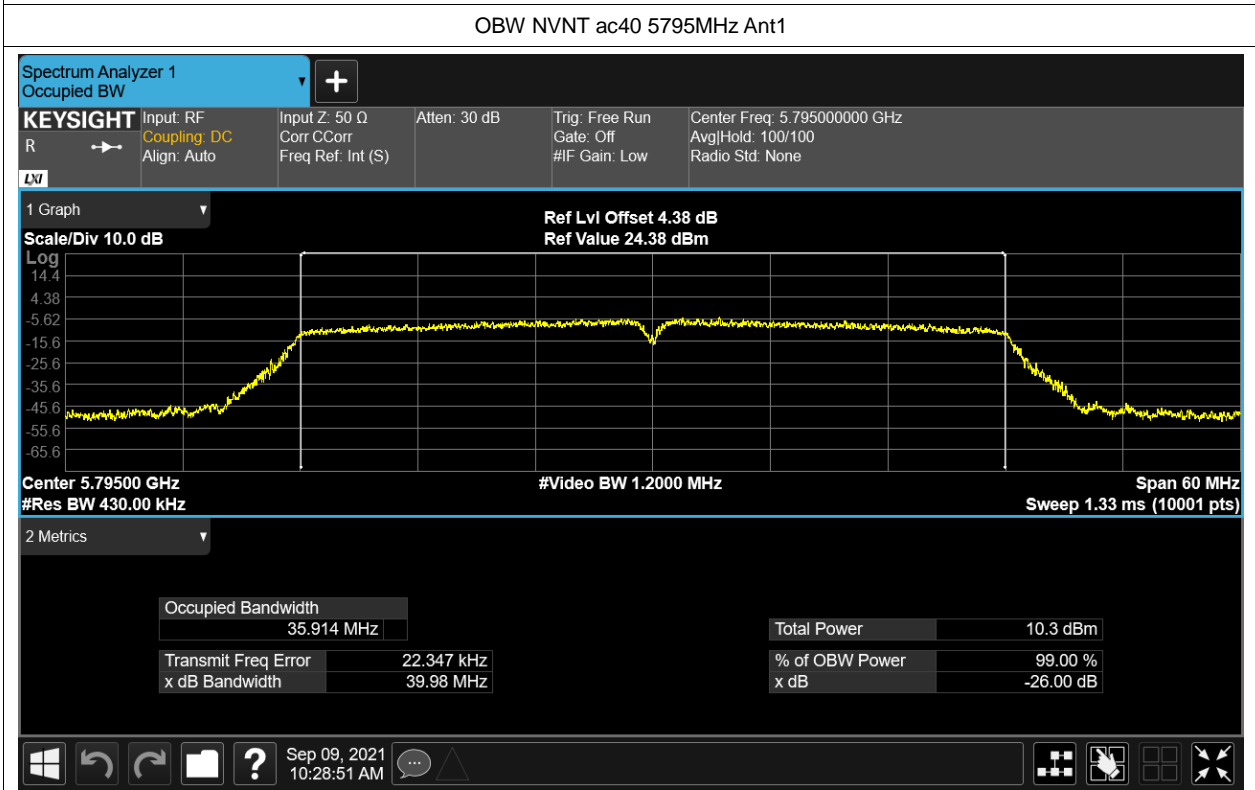 OBW NVNT ac40 5795MHz Ant1
Spectrum Analyzer 1
Occupied BW
KEYSIGHT
R
LXI
Input: RF
Coupling: DC
Align: Auto
Input Z: 50 Ω
Corr CCorr
Freq Ref: Int (S)
Atten: 30 dB
Trig: Free Run
Gate: Off
#IF Gain: Low
Center Freq: 5.795000000 GHz
Avg|Hold: 100/100
Radio Std: None
1 Graph
Scale/Div 10.0 dB
Ref Lvl Offset 4.38 dB
Ref Value 24.38 dBm
Log
14.4
4.38
-5.62
-15.6
-25.6
-35.6
-45.6
-55.6
-65.6
Center 5.79500 GHz
#Video BW 1.2000 MHz
Span 60 MHz
#Res BW 430.00 kHz
Sweep 1.33 ms (10001 pts)
2 Metrics
Occupied Bandwidth
35.914 MHz
Total Power 10.3 dBm
Transmit Freq Error 22.347 kHz
% of OBW Power 99.00 %
x dB Bandwidth 39.98 MHz
x dB -26.00 dB
?
Sep 09, 2021
10:28:51 AM